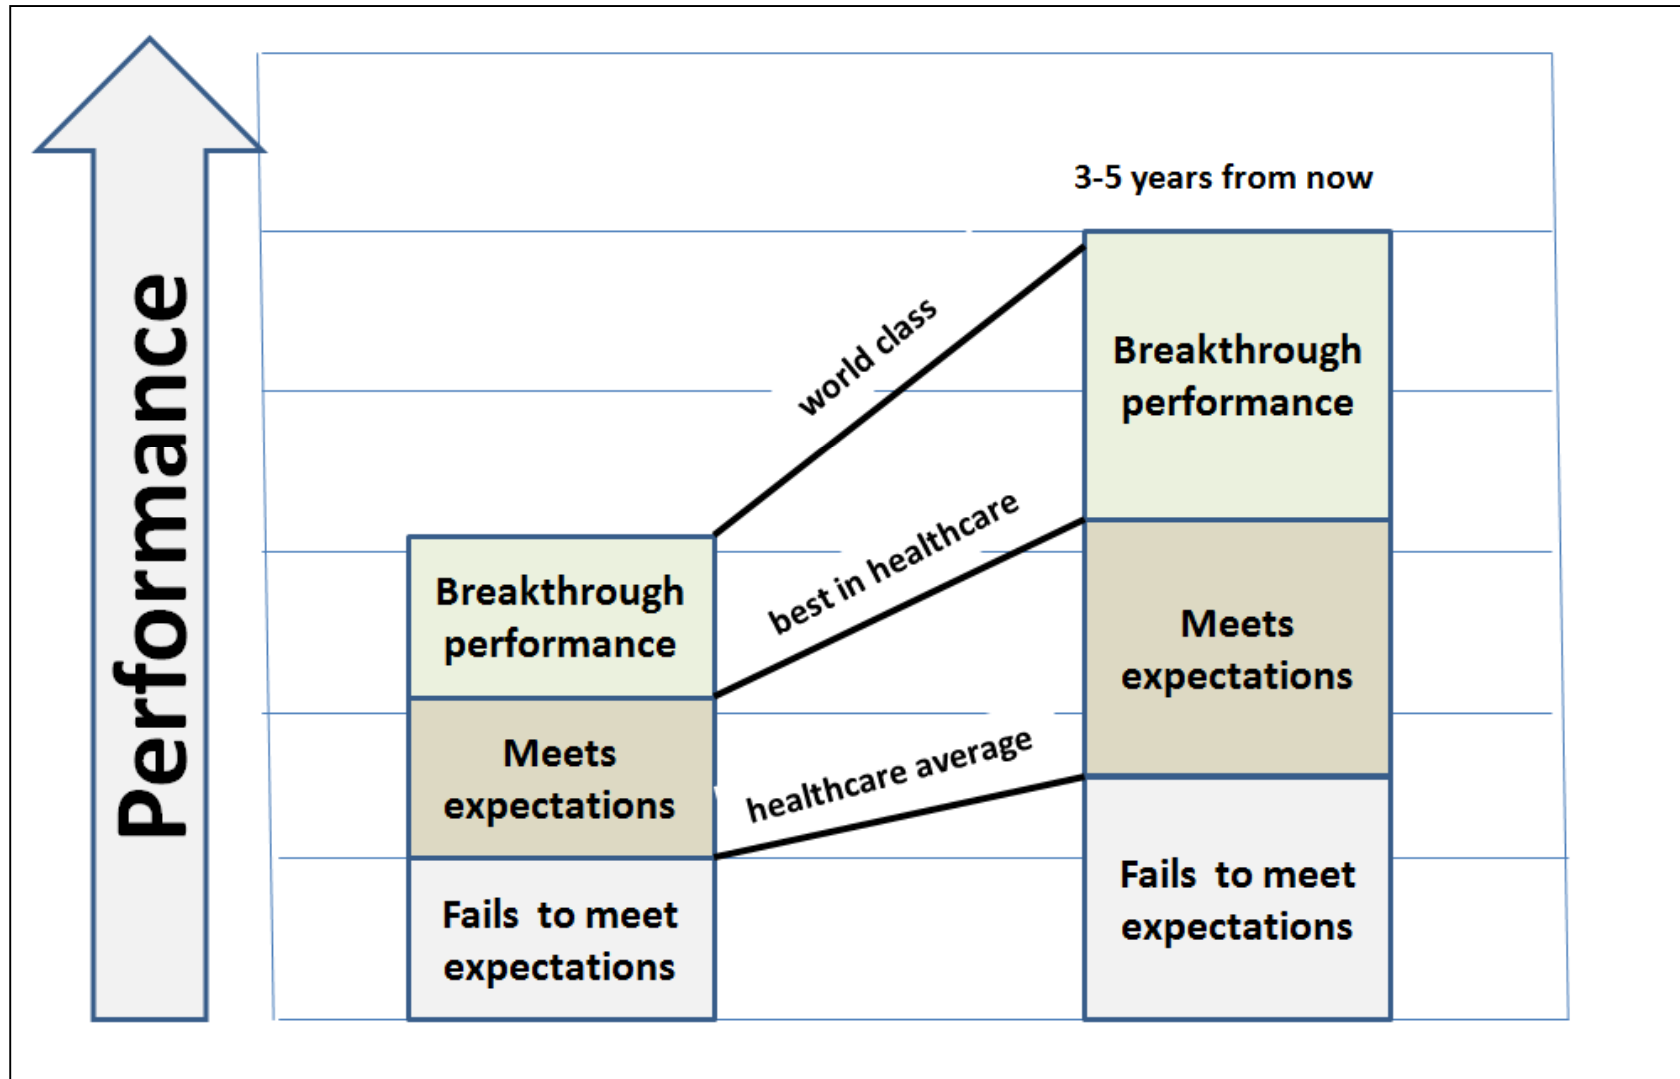 Performance
3-5 years from now
world class
best in healthcare
healthcare average
Breakthrough
performance
Meets
expectations
Fails  to meet
expectations
Breakthrough
performance
Meets
expectations
Fails  to meet
expectations